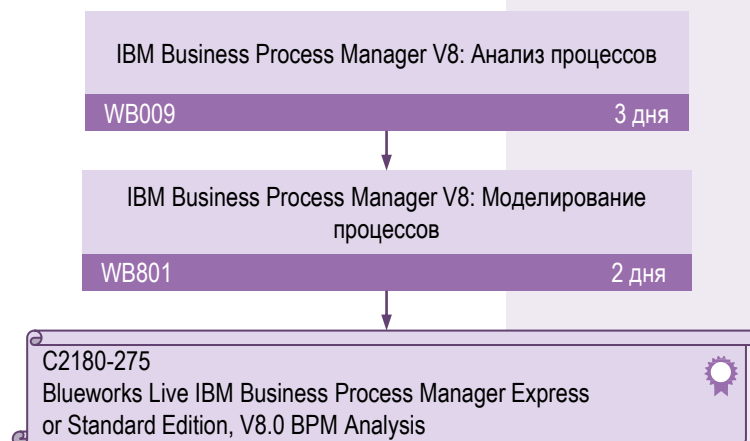 IBM Business Process Manager V8: Анализ процессов
WB009 3 дня
IBM Business Process Manager V8: Моделирование
процессов
WB801 2 дня
C2180-275
Blueworks Live IBM Business Process Manager Express
or Standard Edition, V8.0 BPM Analysis